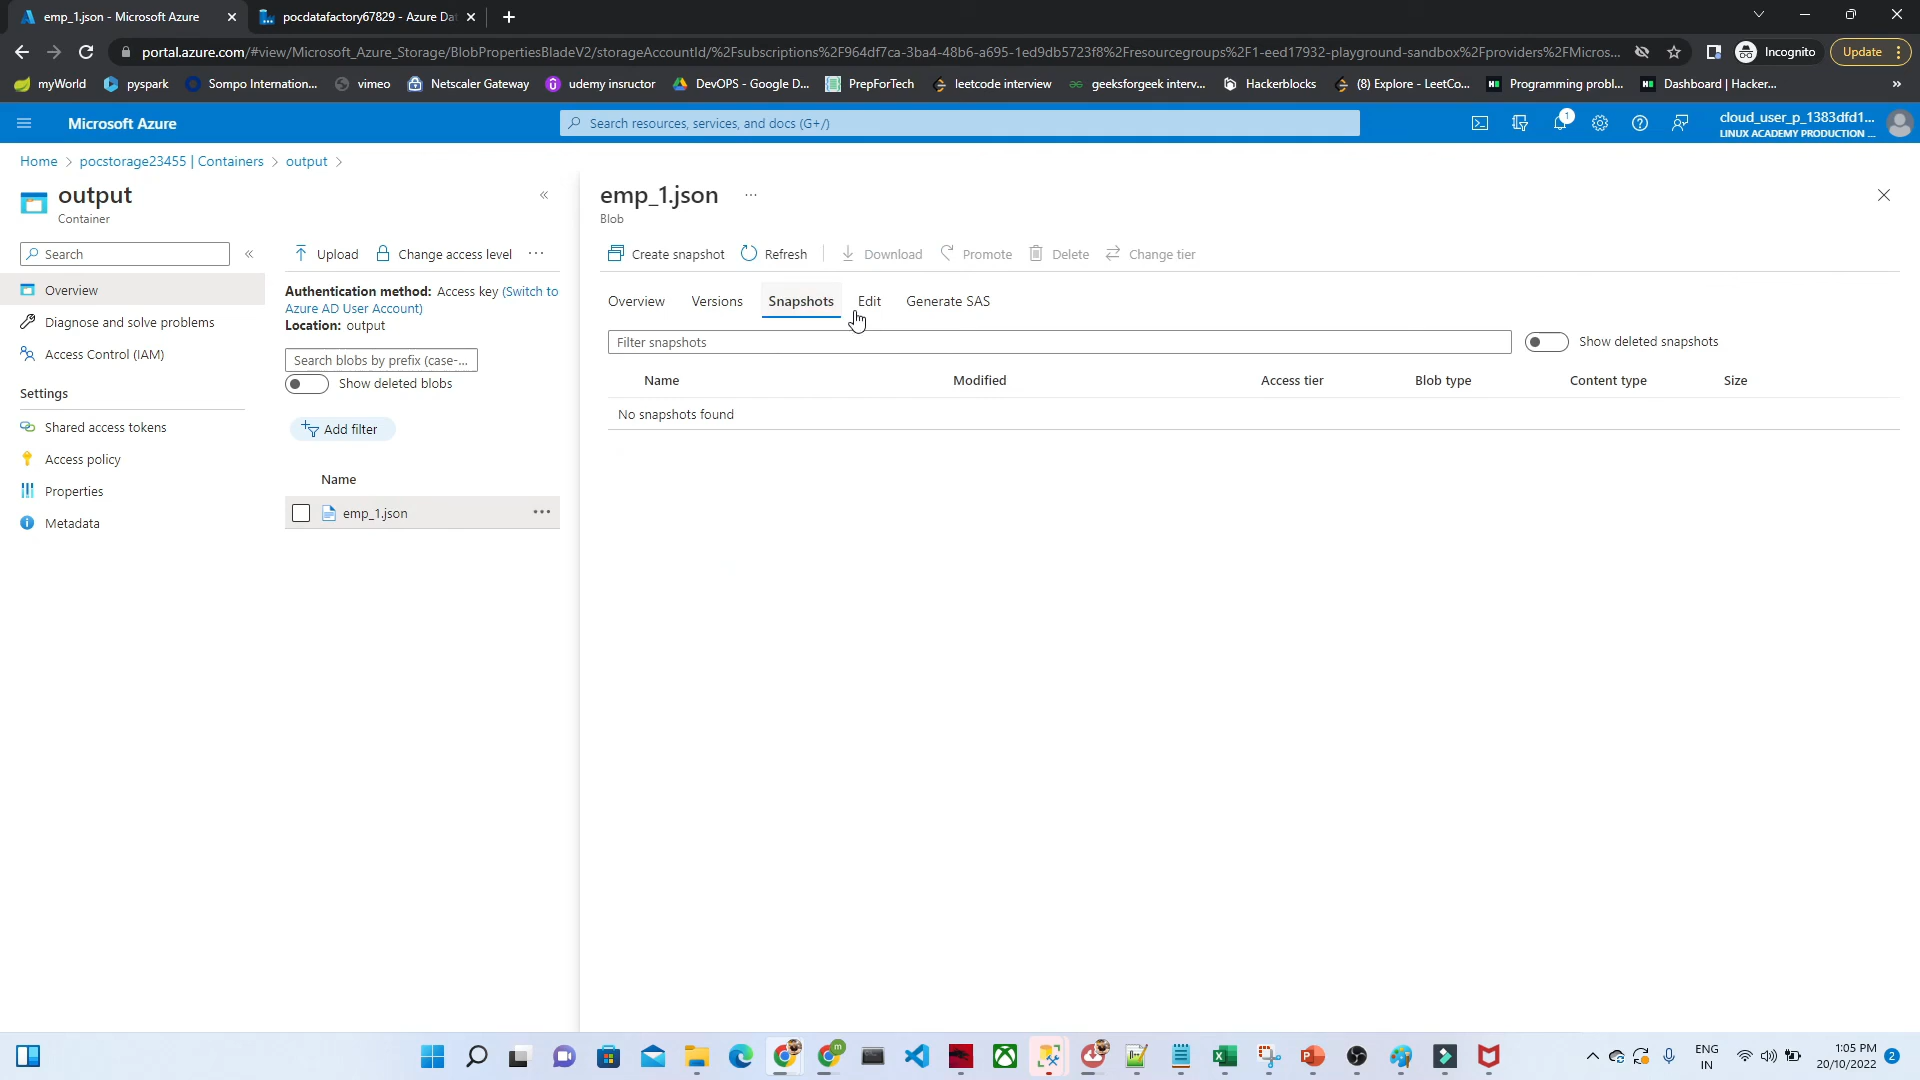 emp_1.json - Microsoft Azure
pocdatafactory67829 - Azure Dat
portal.azure.com/#view/Microsoft_Azure_Storage/BlobPropertiesBladeV2/storageAccountId/%2Fsubscriptions%2F964df7ca-3ba4-48b6-a695-1ed9db5723f8%2Fresourcegroups%2F1-eed17932-playground-sandbox%2Fproviders%2FMicros...
Incognito
Update
myWorld
pyspark
Sompo Internation...
vimeo
Netscaler Gateway
udemy insructor
DevOPS - Google D...
PrepForTech
leetcode interview
geeksforgeek interv...
Hackerblocks
(8) Explore - LeetCo...
Programming probl...
Dashboard | Hacker...
»
Microsoft Azure
Search resources, services, and docs (G+/)
1
cloud_user_p_1383dfd1...
LINUX ACADEMY PRODUCTION ...
Home > pocstorage23455 | Containers > output >
output
Container
«
Search
«
Overview
Diagnose and solve problems
Access Control (IAM)
Settings
Shared access tokens
Access policy
Properties
Metadata
Upload
Change access level
...
Authentication method: Access key (Switch to
Azure AD User Account)
Location: output
Search blobs by prefix (case-...
Show deleted blobs
Add filter
Name
emp_1.json
...
emp_1.json
...
Blob
Create snapshot
Refresh
Download
Promote
Delete
Change tier
Overview
Versions
Snapshots
Edit
Generate SAS
Filter snapshots
Show deleted snapshots
Name
Modified
Access tier
Blob type
Content type
Size
No snapshots found
m
ENG
IN
1:05 PM
20/10/2022
2